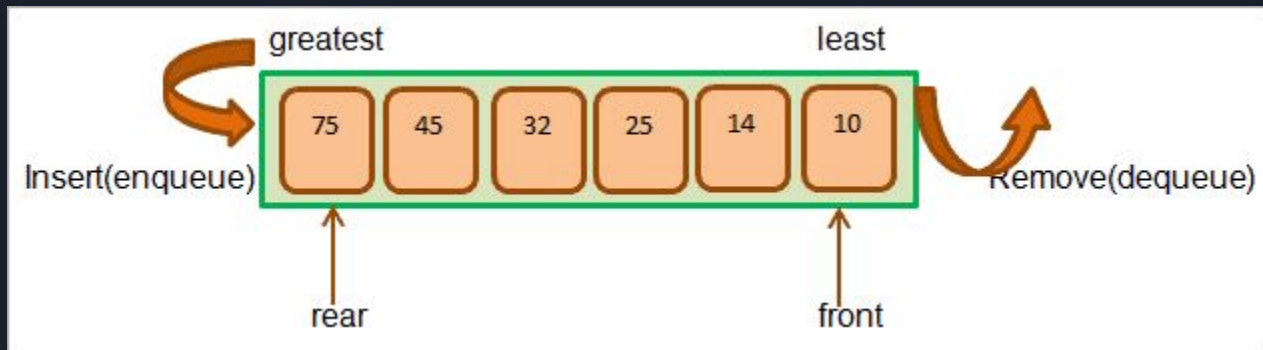 greatest least
75 45 32 25 14 10
Insert(enqueue) Remove(dequeue)
rear front